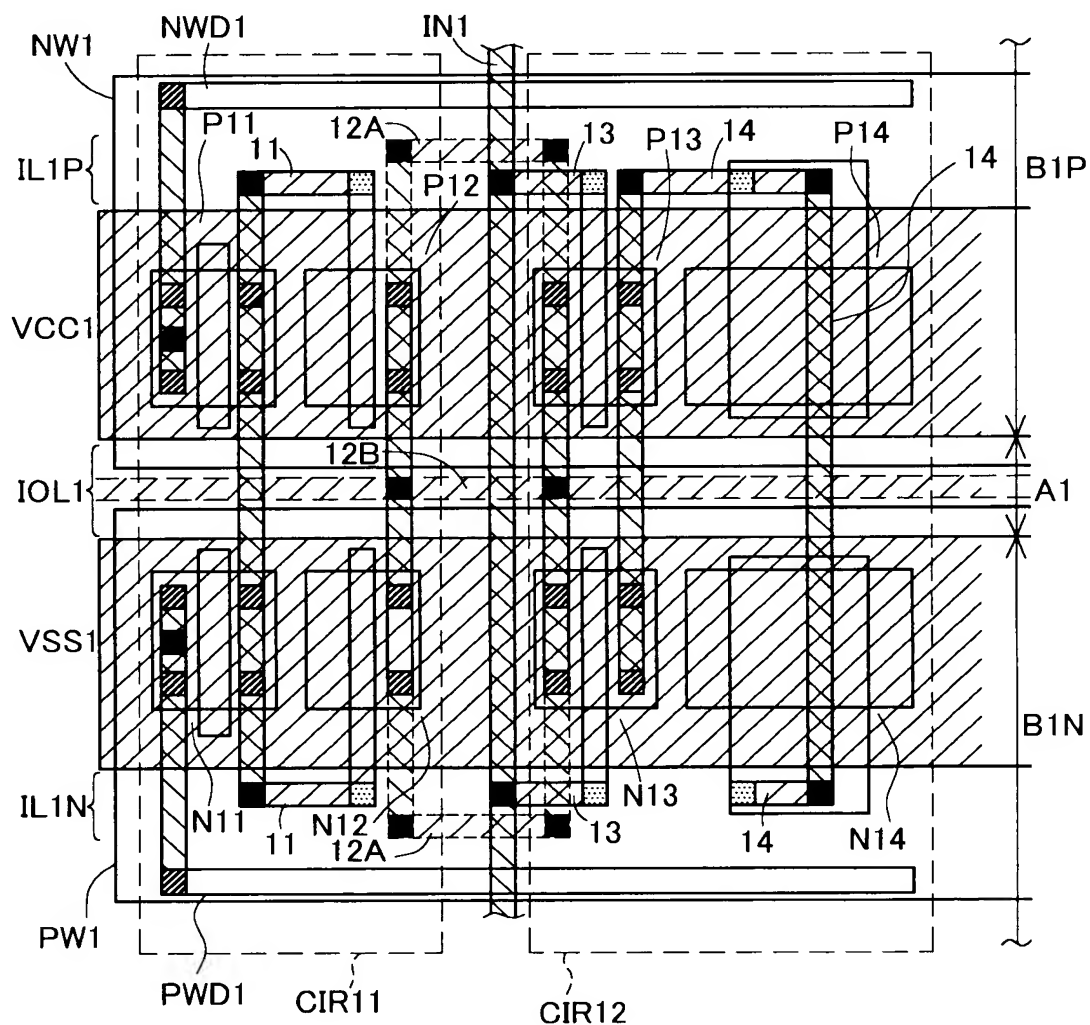 NWD1 IN1
NW1
P11 12A 13 P13 14 P14 14
IL1P 11 P12 B1P
VCC1
12B
IOL1 A1
VSS1
B1N
IL1N
N11 11 N12 12A 13 N13 14 N14
PW1
PWD1 CIR11 CIR12